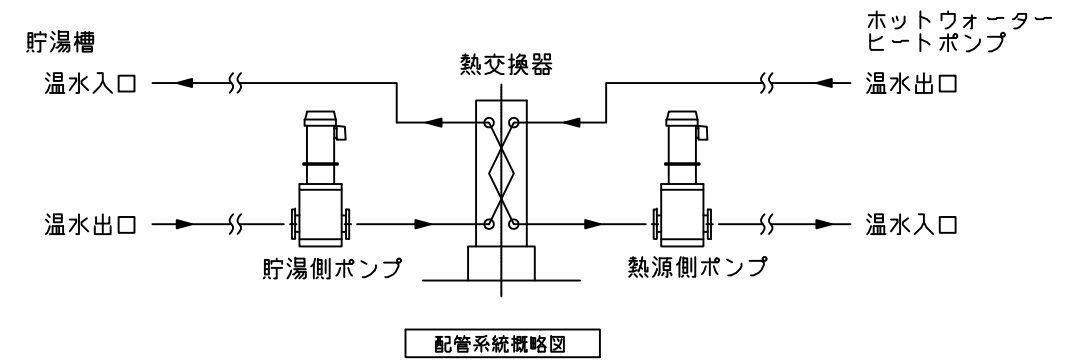 貯湯槽
ホットウォーター
ヒートポンプ
熱交換器
温水入口
温水出口
温水出口
温水入口
貯湯側ポンプ
熱源側ポンプ
配管系統概略図